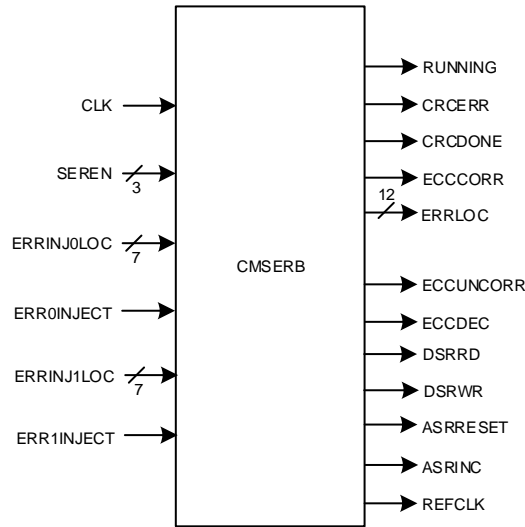 CLK
SEREN
3
ERRINJ0LOC
7
ERR0INJECT
ERRINJ1LOC
7
ERR1INJECT
CMSERB
RUNNING
CRCERR
CRCDONE
ECCCORR
12
ERRLOC
ECCUNCORR
ECCDEC
DSRRD
DSRWR
ASRRESET
ASRINC
REFCLK